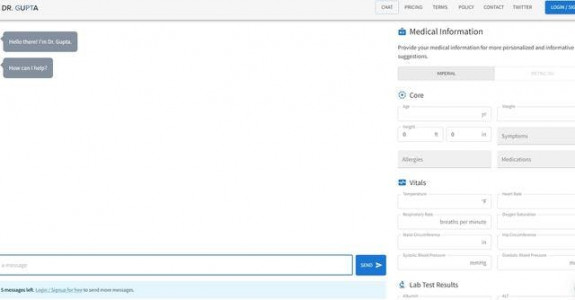 DR. GUPTA
CHAT PRICING TERMS CONTACT TWITTER LOGIN /
Hello there! I'm Dr. Gupta.
How can I help?
Medical Information
Provide your medical information for more personalized and informative
suggestions.
IMPERIAL
Core
Age
yr
Weight
Height
0 ft 0 in
Symptoms
Allergies
Medications
Vitals
Temperature
°F
Heart Rate
Respiratory Rate
breaths per minute
Oxygen Saturation
Waist Circumference
in
Hip Circumference
Systolic Blood Pressure
mmHg
Diastolic Blood Pressure
a message
SEND
5 messages left. Login / Signup for free to send more messages.
Lab Test Results
Albumin
ALT